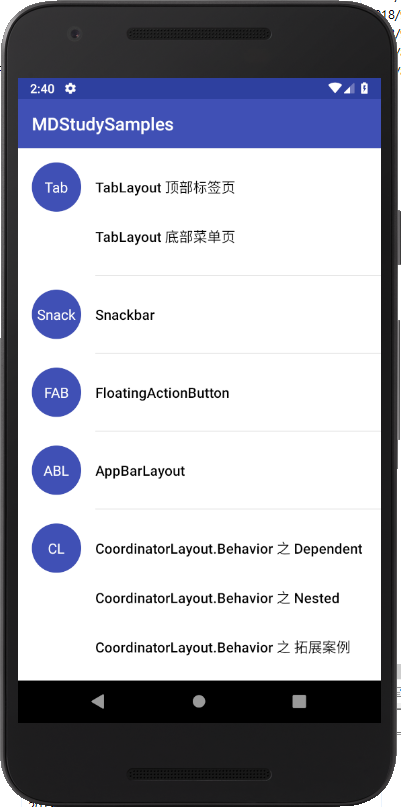 2:40
MDStudySamples
Tab
TabLayout 顶部标签页
TabLayout 底部菜单页
Snack
Snackbar
FAB
FloatingActionButton
ABL
AppBarLayout
CL
CoordinatorLayout.Behavior 之 Dependent
CoordinatorLayout.Behavior 之 Nested
CoordinatorLayout.Behavior 之 拓展案例